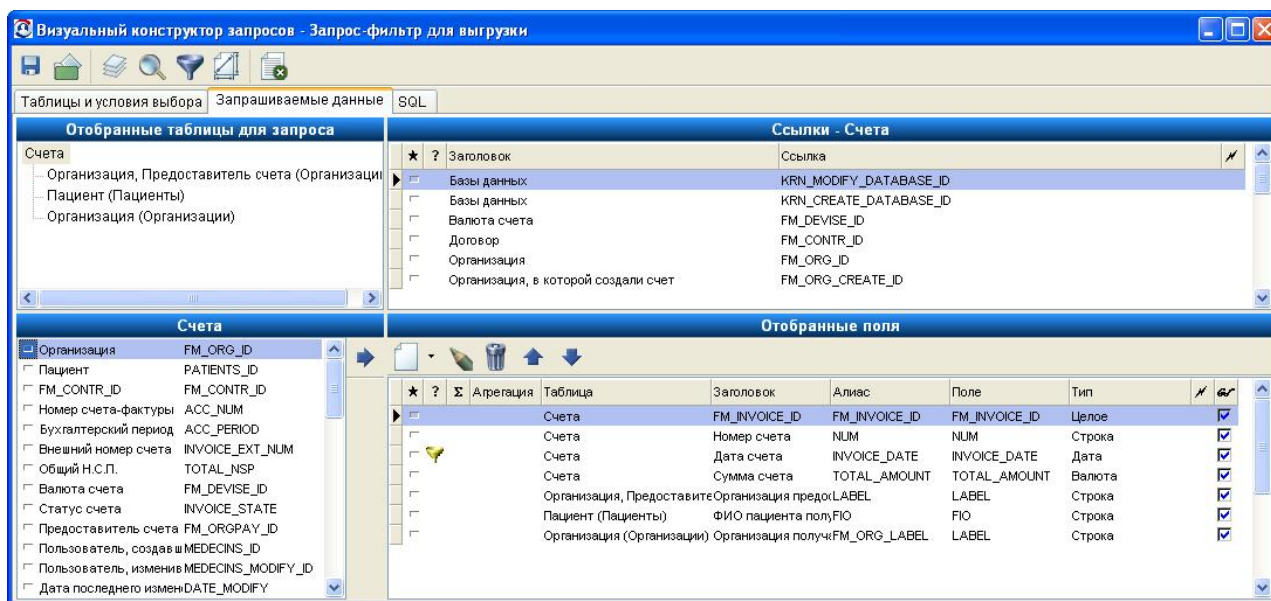 Визуальный конструктор запросов - Запрос-фильтр для выгрузки
Таблицы и условия выбора Запрашиваемые данные SQL
Отобранные таблицы для запроса
Счета
Организация, Предоставитель счета (Организаци
Пациент (Пациенты)
Организация (Организации)
Ссылки - Счета
? Заголовок Ссылка
Базы данных KRN_MODIFY_DATABASE_ID
Базы данных KRN_CREATE_DATABASE_ID
Валюта счета FM_DEVISE_ID
Договор FM_CONTR_ID
Организация FM_ORG_ID
Организация, в которой создали счет FM_ORG_CREATE_ID
Счета
Организация FM_ORG_ID
Пациент PATIENTS_ID
FM_CONTR_ID FM_CONTR_ID
Номер счета-фактуры ACC_NUM
Бухгалтерский период ACC_PERIOD
Внешний номер счета INVOICE_EXT_NUM
Общий Н.С.П. TOTAL_NSP
Валюта счета FM_DEVISE_ID
Статус счета INVOICE_STATE
Предоставитель счета FM_ORGPAY_ID
Пользователь, создавш MEDECINS_ID
Пользователь, изменив MEDECINS_MODIFY_ID
Дата последнего измен DATE_MODIFY
Отобранные поля
? Σ Агрегация Таблица Заголовок Алиас Поле Тип
Счета FM_INVOICE_ID FM_INVOICE_ID FM_INVOICE_ID Целое
Счета Номер счета NUM NUM Строка
Счета Дата счета INVOICE_DATE INVOICE_DATE Дата
Счета Сумма счета TOTAL_AMOUNT TOTAL_AMOUNT Валюта
Организация, Предоставите Организация предос LABEL LABEL Строка
Пациент (Пациенты) ФИО пациента полу FIO FIO Строка
Организация (Организации) Организация получа FM_ORG_LABEL LABEL Строка